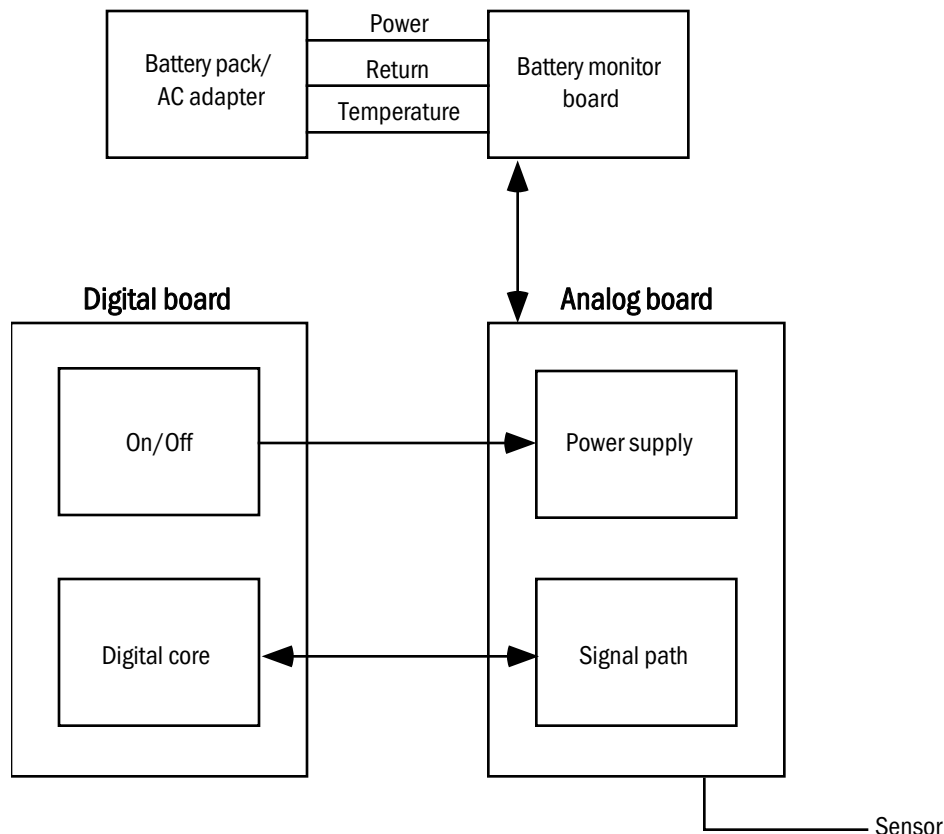 Power
Battery pack/
AC adapter
Return
Temperature
Battery monitor
board
Digital board
Analog board
On/Off
Power supply
Digital core
Signal path
Sensor